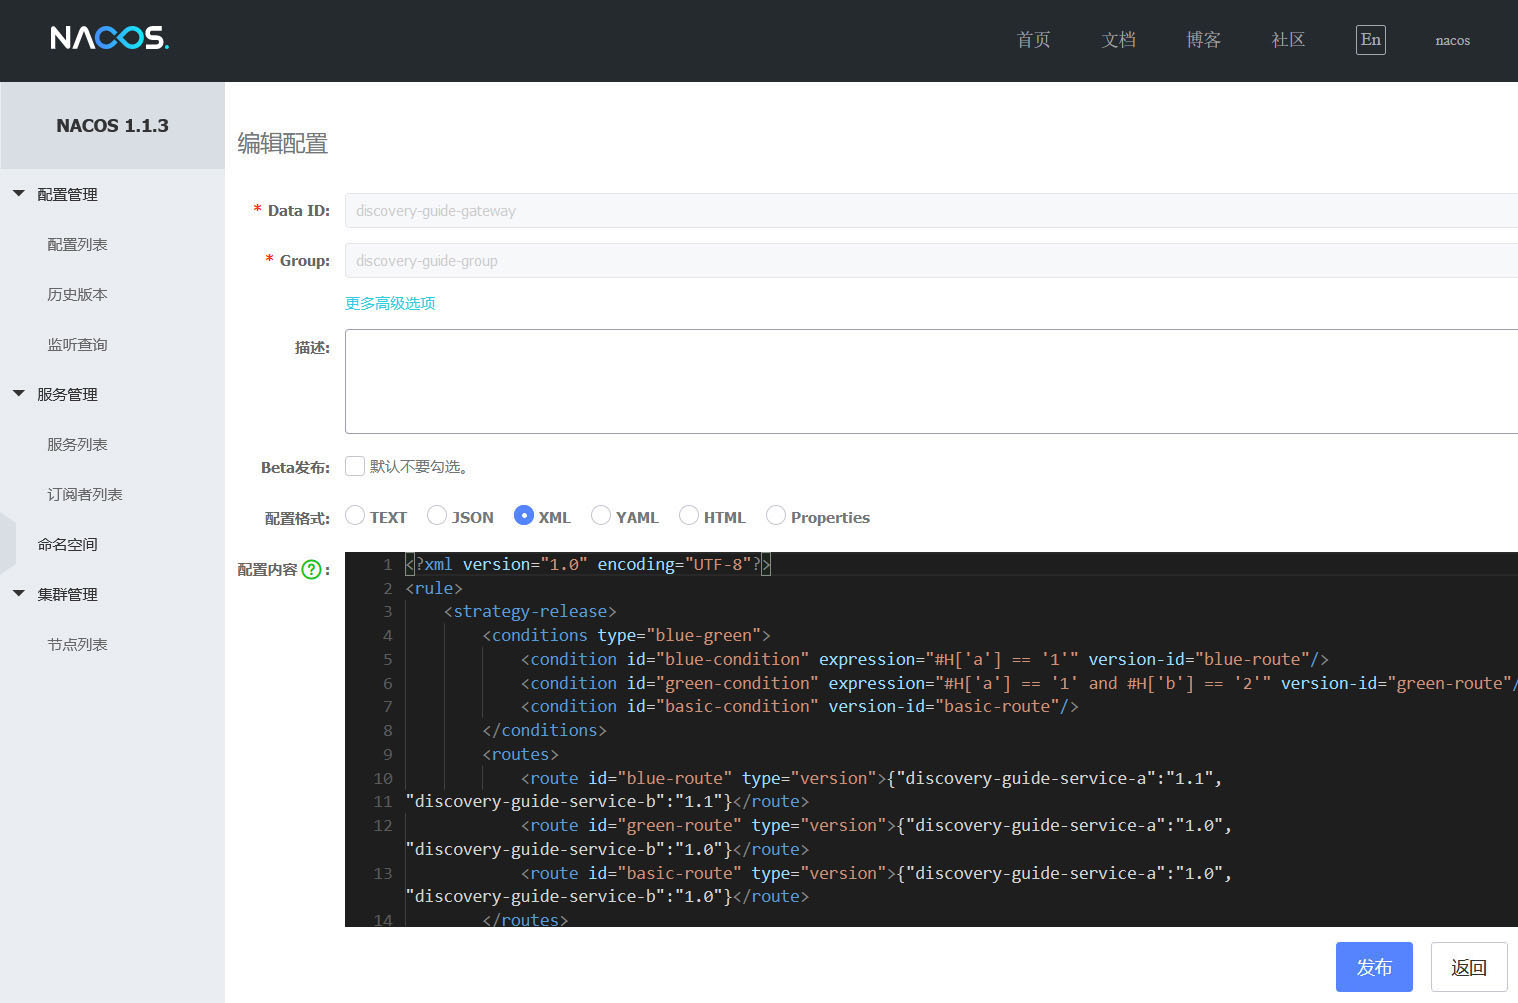 NACOS.
首页 文档 博客 社区 En nacos
NACOS 1.1.3
配置管理
配置列表
历史版本
监听查询
服务管理
服务列表
订阅者列表
命名空间
集群管理
节点列表
编辑配置
* Data ID: discovery-guide-gateway
* Group: discovery-guide-group
更多高级选项
描述:
Beta发布: 默认不要勾选。
配置格式: TEXT JSON XML YAML HTML Properties
配置内容 ? :
1 <?xml version="1.0" encoding="UTF-8"?>
2 <rule>
3 <strategy-release>
4 <conditions type="blue-green">
5 <condition id="blue-condition" expression="#H['a'] == '1'" version-id="blue-route"/>
6 <condition id="green-condition" expression="#H['a'] == '1' and #H['b'] == '2'" version-id="green-route"/
7 <condition id="basic-condition" version-id="basic-route"/>
8 </conditions>
9 <routes>
10 <route id="blue-route" type="version">{"discovery-guide-service-a":"1.1",
11 "discovery-guide-service-b":"1.1"}</route>
12 <route id="green-route" type="version">{"discovery-guide-service-a":"1.0",
"discovery-guide-service-b":"1.0"}</route>
13 <route id="basic-route" type="version">{"discovery-guide-service-a":"1.0",
"discovery-guide-service-b":"1.0"}</route>
14 </routes>
发布 返回